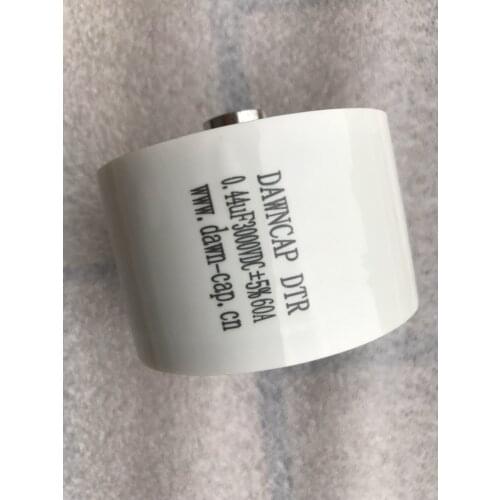 DAWNCAP DTR
0.44uF3000VDC±5%60A
www.dawn-cap.cn